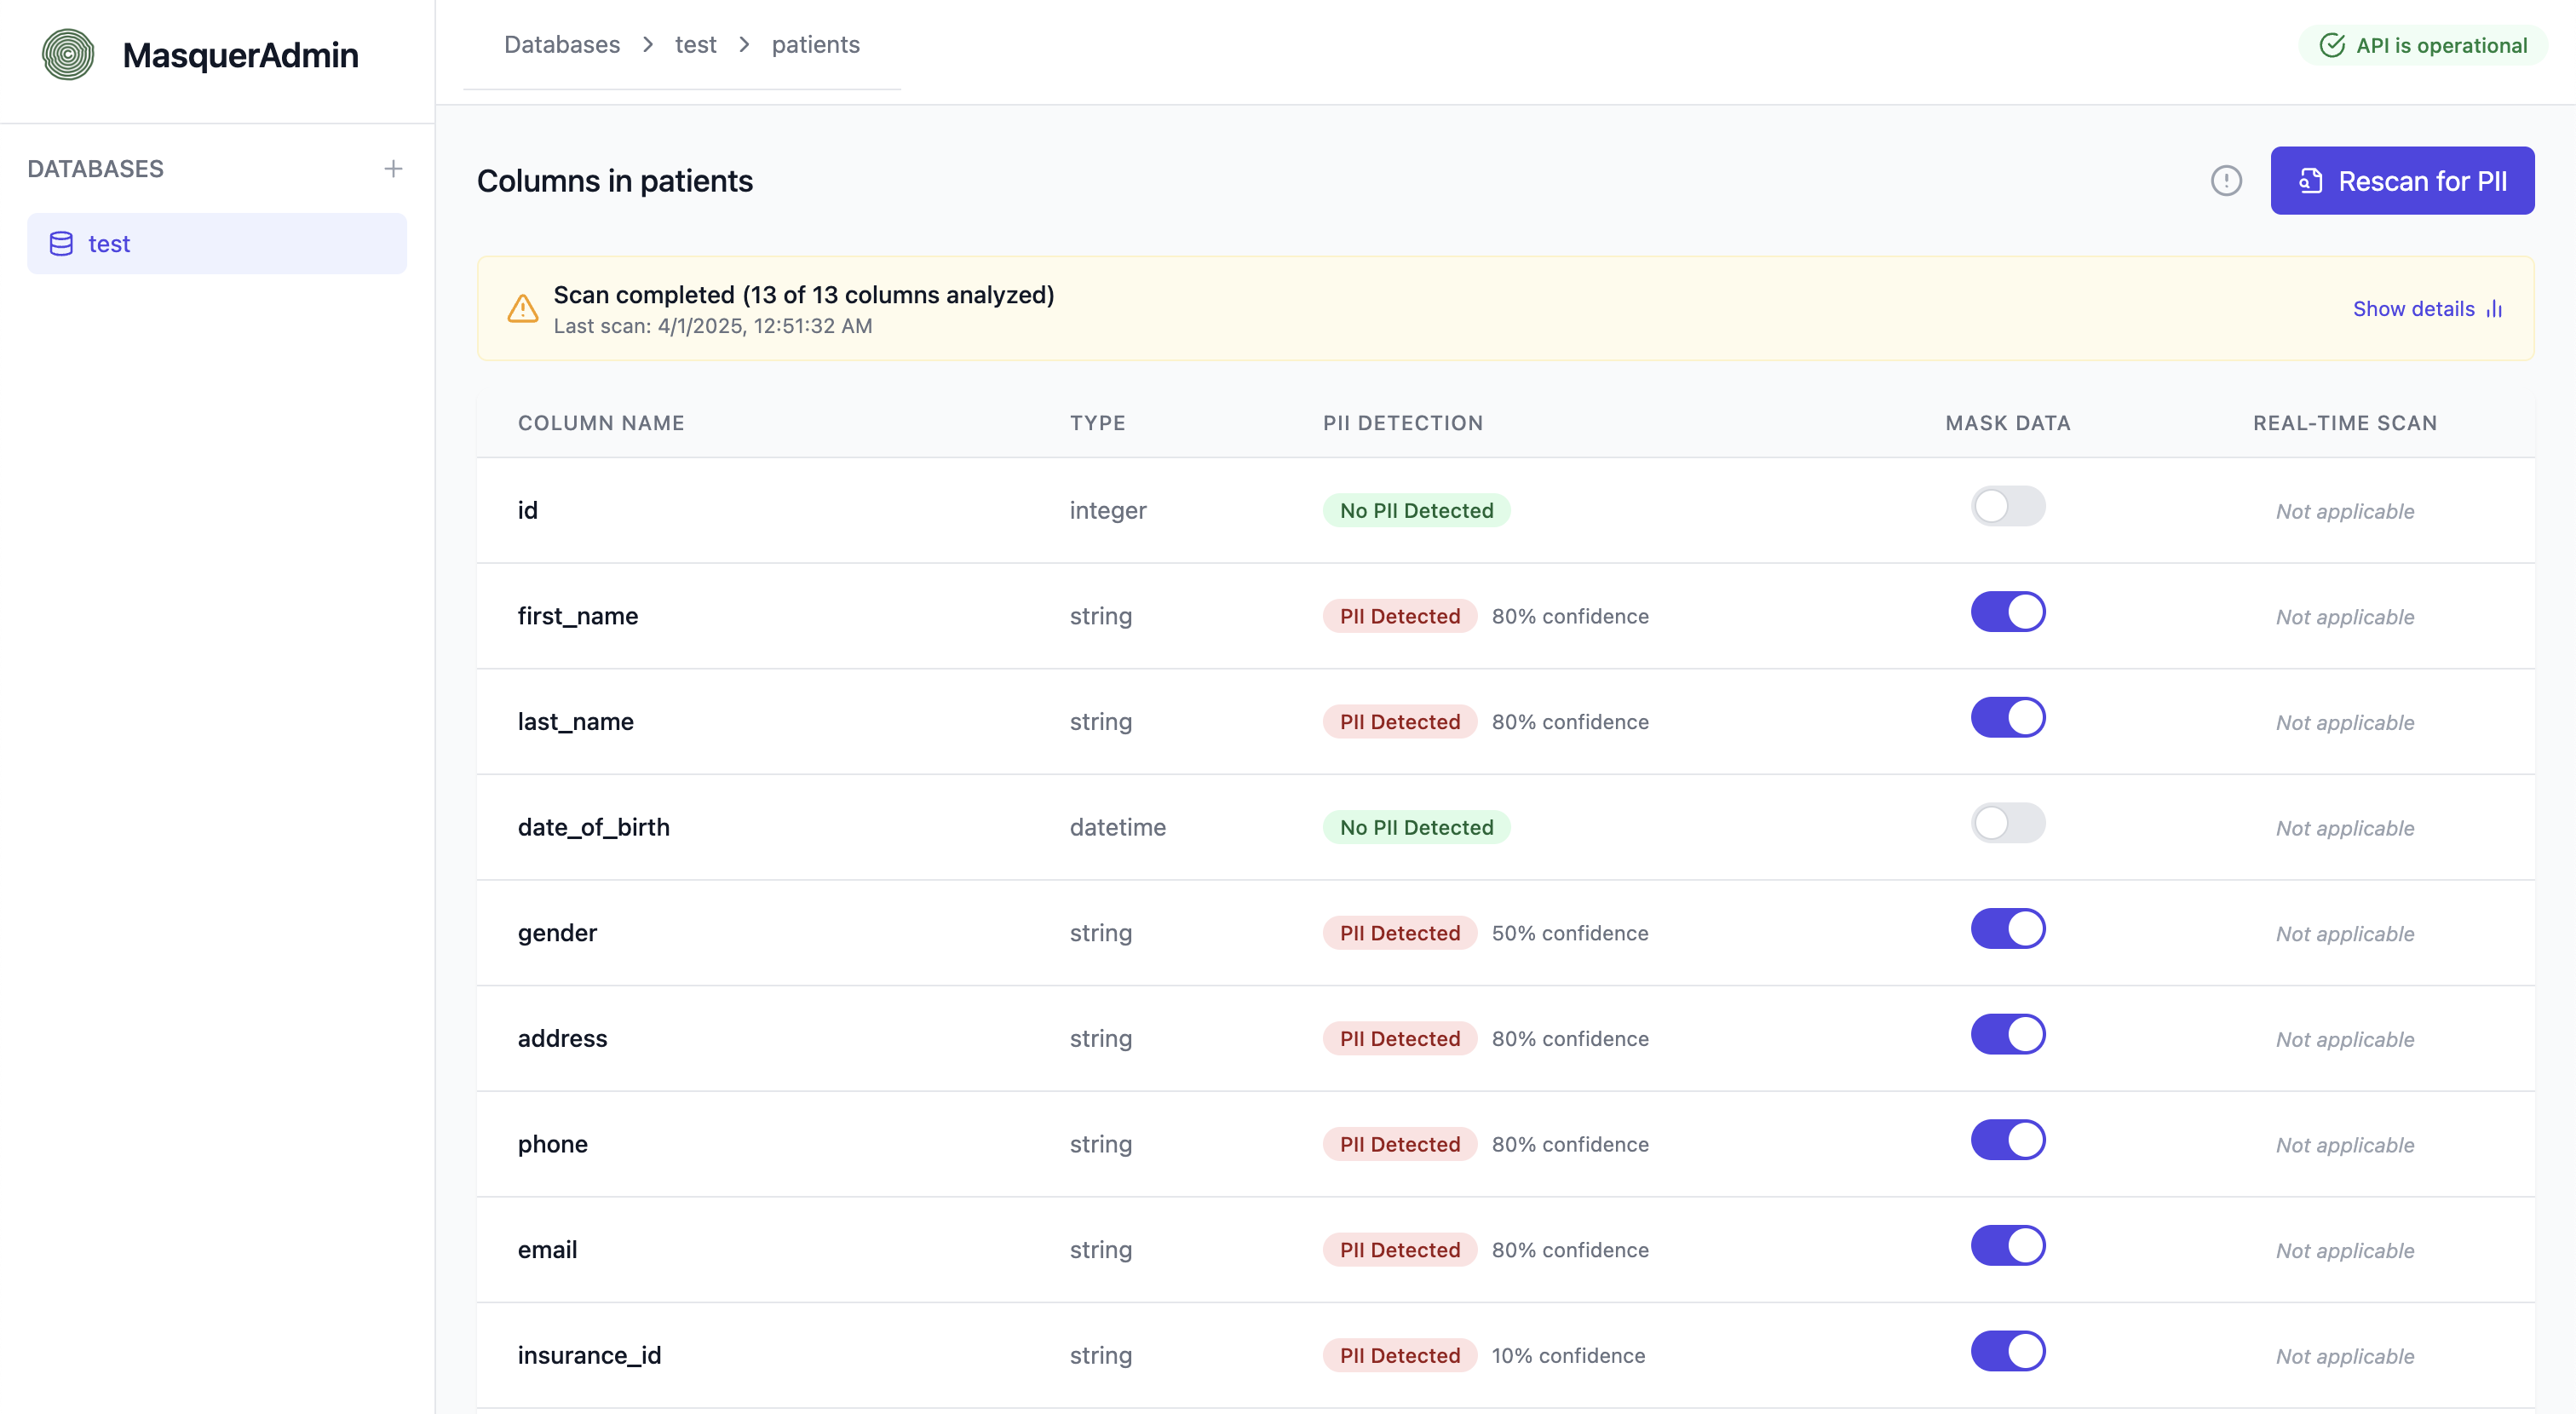 MasquerAdmin
Databases > test > patients
API is operational
DATABASES
test
Columns in patients
Rescan for PII
Scan completed (13 of 13 columns analyzed)
Last scan: 4/1/2025, 12:51:32 AM
Show details
COLUMN NAME TYPE PII DETECTION MASK DATA REAL-TIME SCAN
id integer No PII Detected Not applicable
first_name string PII Detected 80% confidence Not applicable
last_name string PII Detected 80% confidence Not applicable
date_of_birth datetime No PII Detected Not applicable
gender string PII Detected 50% confidence Not applicable
address string PII Detected 80% confidence Not applicable
phone string PII Detected 80% confidence Not applicable
email string PII Detected 80% confidence Not applicable
insurance_id string PII Detected 10% confidence Not applicable